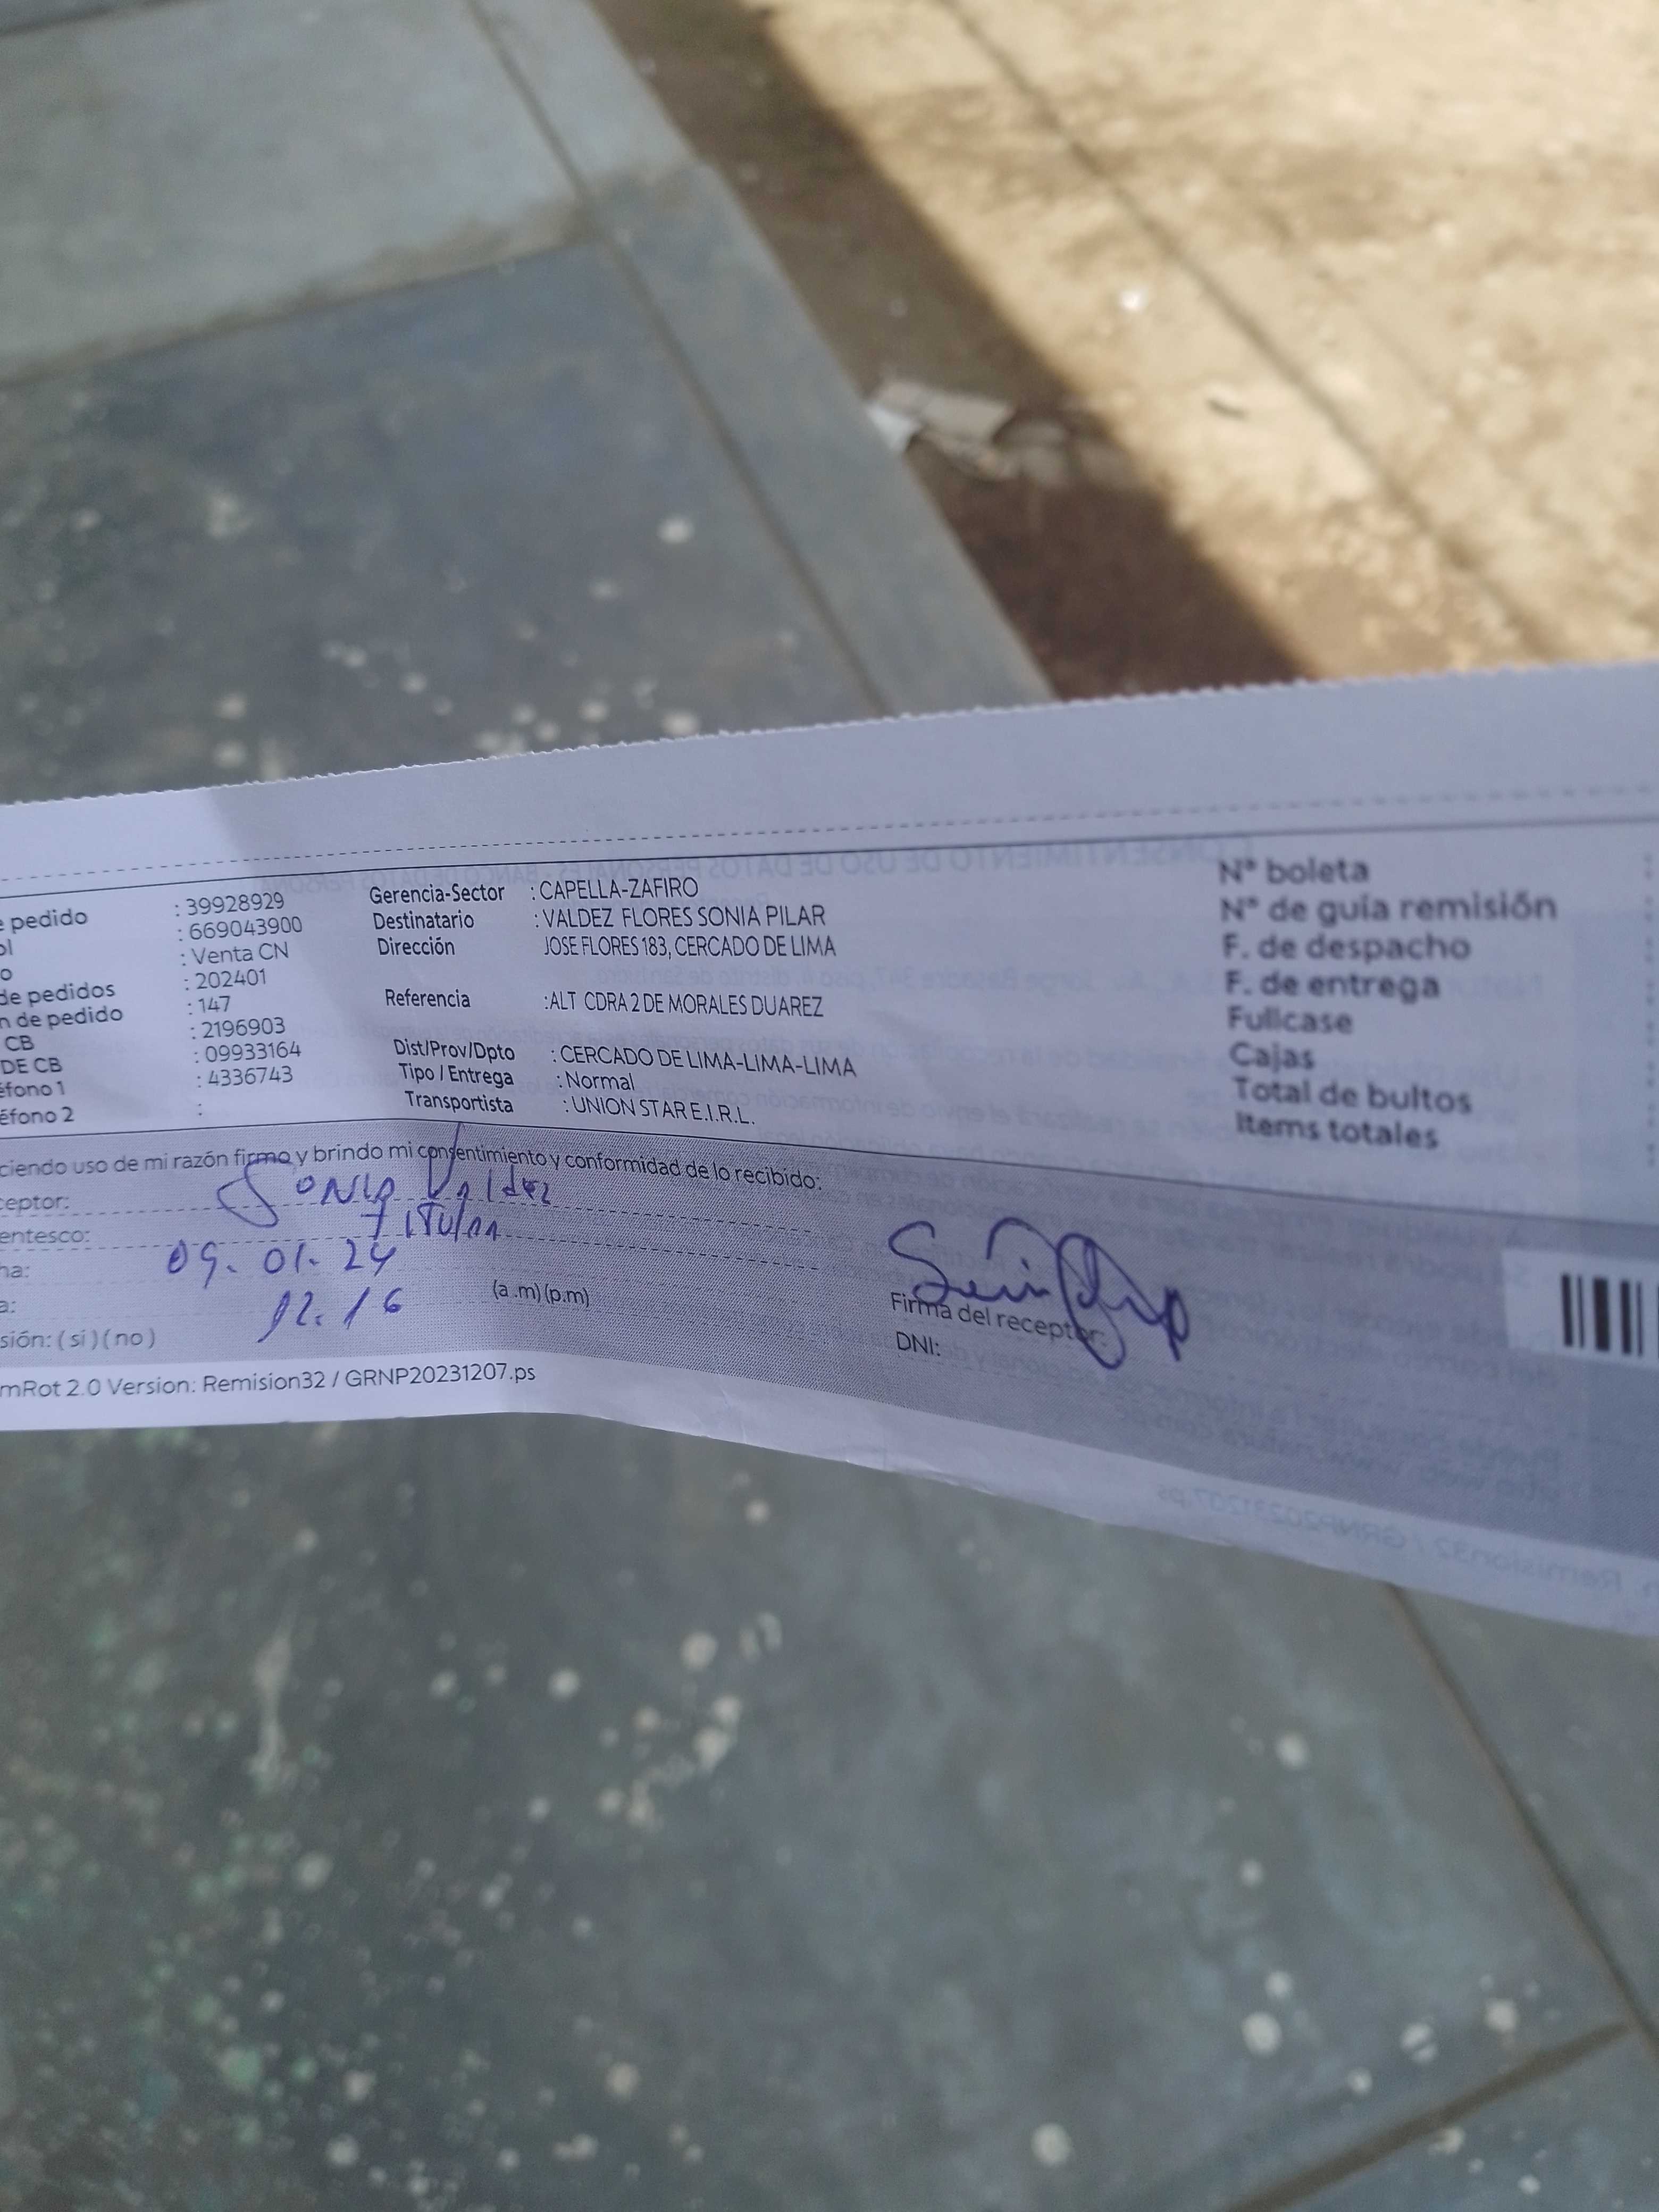 e pedido : 39928929
ol : 669043900
o : Venta CN
de pedidos : 202401
n de pedido : 147
CB : 2196903
DE CB : 09933164
éfono 1 : 4336743
éfono 2 :
Gerencia-Sector : CAPELLA-ZAFIRO
Destinatario : VALDEZ FLORES SONIA PILAR
Dirección JOSE FLORES 183, CERCADO DE LIMA
Referencia :ALT CDRA 2 DE MORALES DUAREZ
Dist/Prov/Dpto : CERCADO DE LIMA-LIMA-LIMA
Tipo / Entrega : Normal
Transportista : UNION STAR E.I.R.L.
N° boleta :
N° de guía remisión :
F. de despacho :
F. de entrega :
Fullcase :
Cajas :
Total de bultos :
Items totales :
ciendo uso de mi razón firmo y brindo mi consentimiento y conformidad de lo recibido:
ceptor: Sonia Valdez
entesco: Titular
ha: 09. 01. 24
a: 12. 16 (a .m) (p.m)
sión: ( si ) ( no )
Firma del receptor:
DNI:
mRot 2.0 Version: Remision32 / GRNP20231207.ps